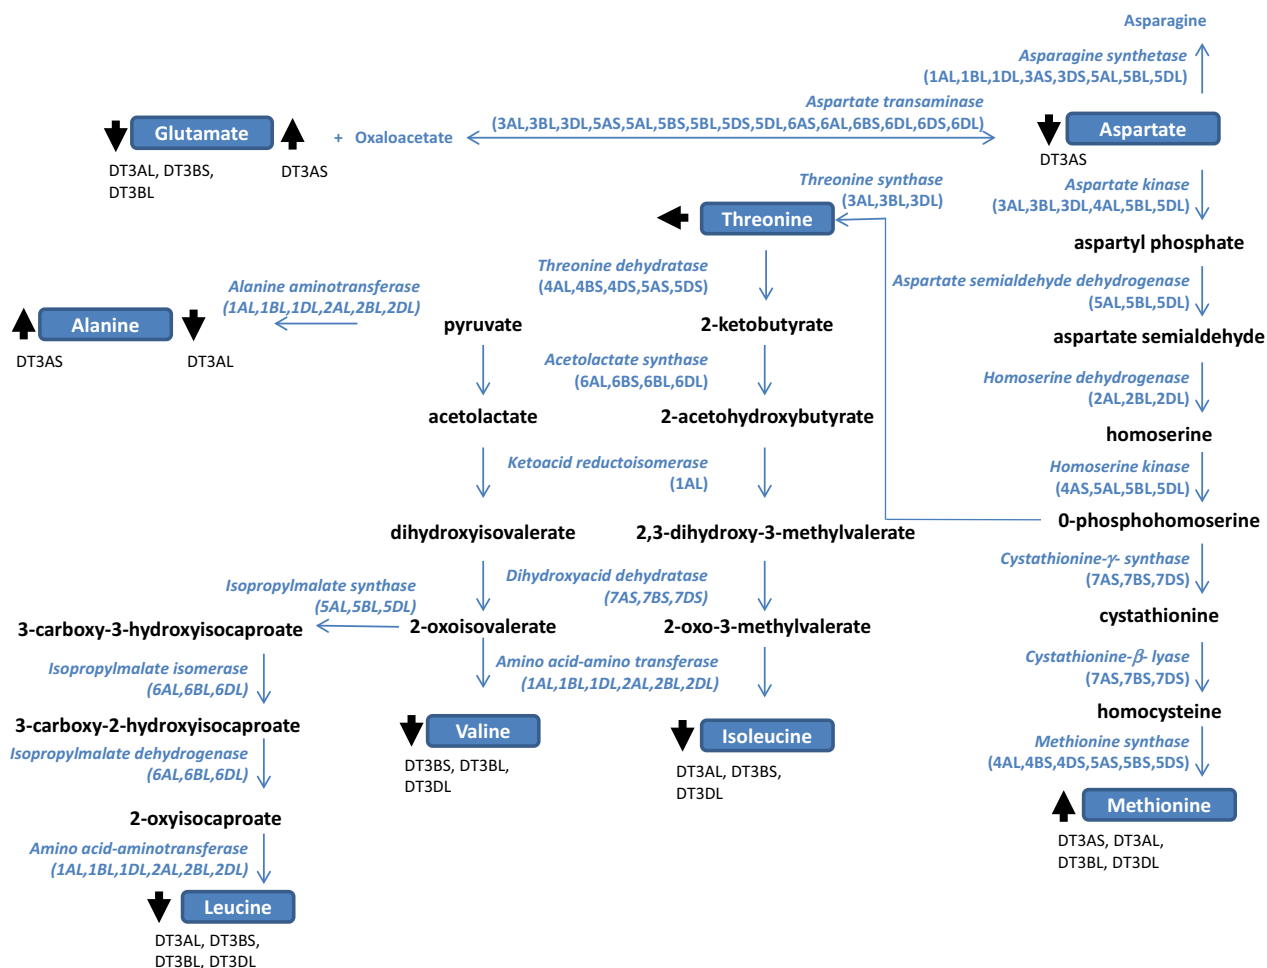 Asparagine
Asparagine synthetase
(1AL,1BL,1DL,3AS,3DS,5AL,5BL,5DL)
Aspartate transaminase
(3AL,3BL,3DL,5AS,5AL,5BS,5BL,5DS,5DL,6AS,6AL,6BS,6DL,6DS,6DL)
Glutamate
+ Oxaloacetate
Aspartate
DT3AL, DT3BS,
DT3BL
DT3AS
DT3AS
Threonine synthase
(3AL,3BL,3DL)
Aspartate kinase
(3AL,3BL,3DL,4AL,5BL,5DL)
Threonine
aspartyl phosphate
Threonine dehydratase
(4AL,4BS,4DS,5AS,5DS)
Aspartate semialdehyde dehydrogenase
(5AL,5BL,5DL)
Alanine aminotransferase
(1AL,1BL,1DL,2AL,2BL,2DL)
Alanine
DT3AS
DT3AL
pyruvate
2-ketobutyrate
aspartate semialdehyde
Acetolactate synthase
(6AL,6BS,6BL,6DL)
Homoserine dehydrogenase
(2AL,2BL,2DL)
acetolactate
2-acetohydroxybutyrate
homoserine
Ketoacid reductoisomerase
(1AL)
Homoserine kinase
(4AS,5AL,5BL,5DL)
dihydroxyisovalerate
2,3-dihydroxy-3-methylvalerate
0-phosphohomoserine
Isopropylmalate synthase
(5AL,5BL,5DL)
Dihydroxyacid dehydratase
(7AS,7BS,7DS)
Cystathionine-γ- synthase
(7AS,7BS,7DS)
3-carboxy-3-hydroxyisocaproate
2-oxoisovalerate
2-oxo-3-methylvalerate
cystathionine
Isopropylmalate isomerase
(6AL,6BL,6DL)
Amino acid-amino transferase
(1AL,1BL,1DL,2AL,2BL,2DL)
Cystathionine-β- lyase
(7AS,7BS,7DS)
3-carboxy-2-hydroxyisocaproate
Valine
Isoleucine
homocysteine
Isopropylmalate dehydrogenase
(6AL,6BL,6DL)
DT3BS, DT3BL,
DT3DL
DT3AL, DT3BS,
DT3DL
Methionine synthase
(4AL,4BS,4DS,5AS,5BS,5DS)
2-oxyisocaproate
Methionine
Amino acid-aminotransferase
(1AL,1BL,1DL,2AL,2BL,2DL)
DT3AS, DT3AL,
DT3BL, DT3DL
Leucine
DT3AL, DT3BS,
DT3BL, DT3DL